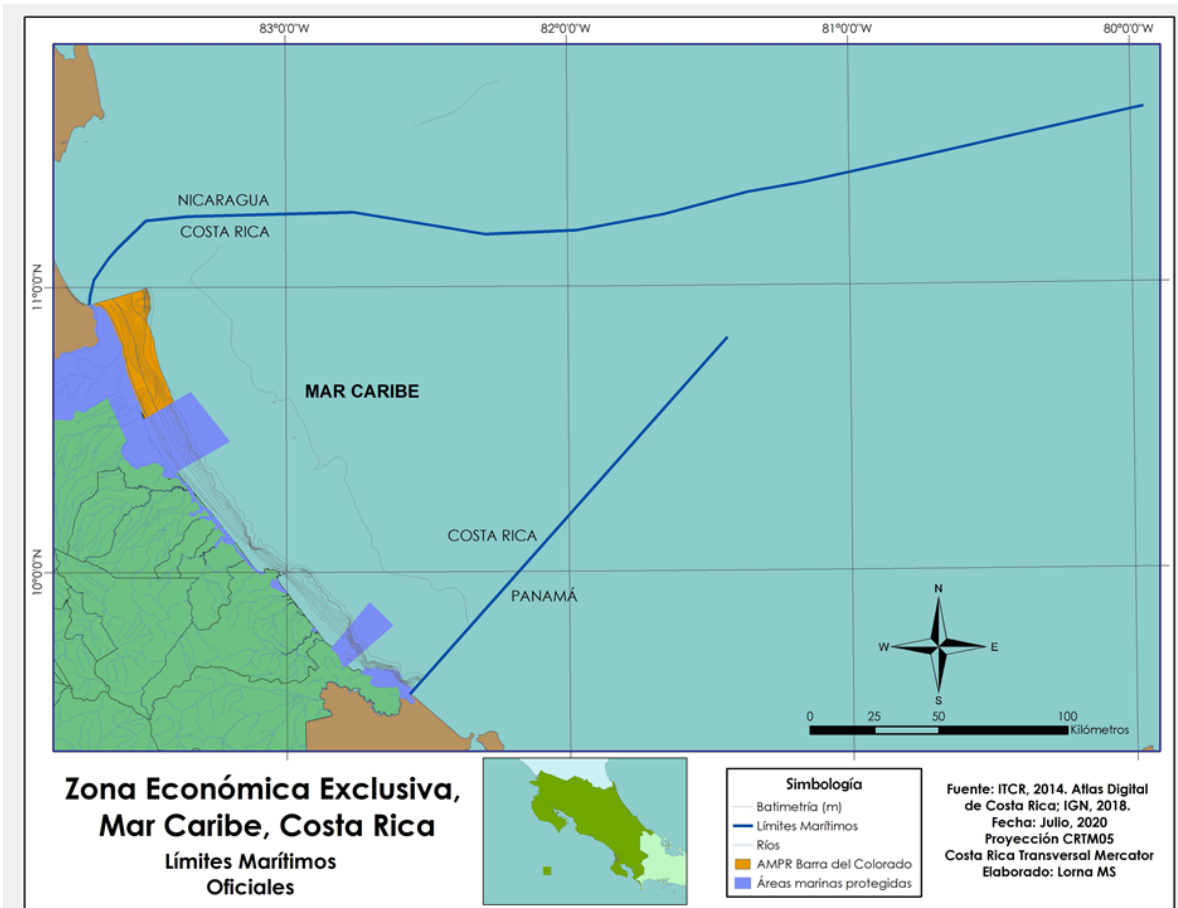 83°0'0"W
82°0'0"W
81°0'0"W
80°0'0"W
NICARAGUA
COSTA RICA
11°0'0"N
MAR CARIBE
COSTA RICA
PANAMÁ
10°0'0"N
N
W
E
S
0
25
50
100
Kilómetros
Zona Económica Exclusiva,
Mar Caribe, Costa Rica
Límites Marítimos
Oficiales
Simbología
Batimetría (m)
Límites Marítimos
Ríos
AMPR Barra del Colorado
Áreas marinas protegidas
Fuente: ITCR, 2014. Atlas Digital
de Costa Rica; IGN, 2018.
Fecha: Julio, 2020
Proyección CRTM05
Costa Rica Transversal Mercator
Elaborado: Lorna MS